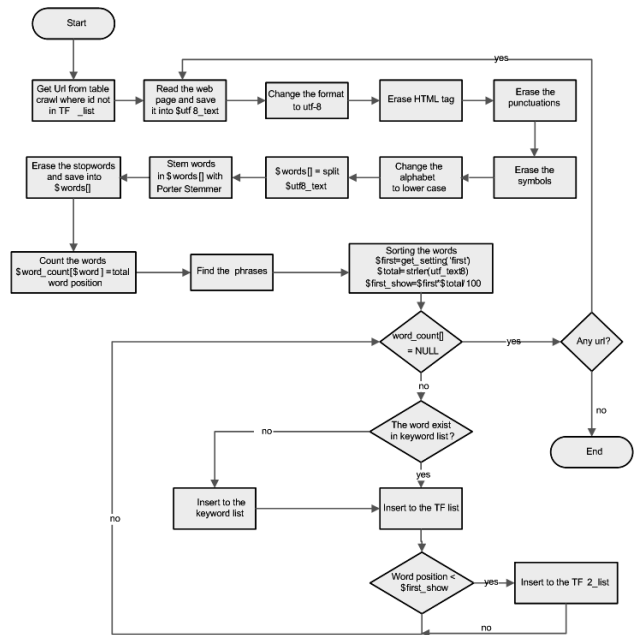 Start
yes
Get Url from table
crawl where id not
in TF _list
Read the web
page and save
it into $utf 8_text
Change the format
to utf-8
Erase HTML tag
Erase the
punctuations
Erase the stopwords
and save into
$words[]
Stem words
in $words[] with
Porter Stemmer
$words[] = split
$utf8_text
Change the
alphabet
to lower case
Erase the
symbols
Count the words
$word_count[$word] =total
word position
Find the phrases
Sorting the words
$first=get_setting('first')
$total=strler(utf_text8)
$first_show=$first*$total/100
word_count[]
= NULL
yes
Any url?
no
no
The word exist
in keyword list?
no
yes
End
Insert to the
keyword list
Insert to the TF list
no
Word position <
$first_show
yes
Insert to the TF 2_list
no